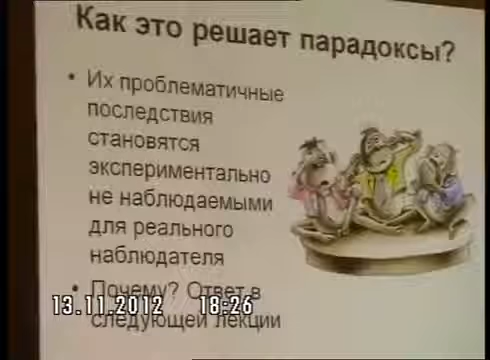 Как это решает парадоксы?
• Их проблематичные
последствия
становятся
экспериментально
не наблюдаемыми
для реального
наблюдателя
• Почему? Ответ в
13.11.2012 18:26
следующей лекции